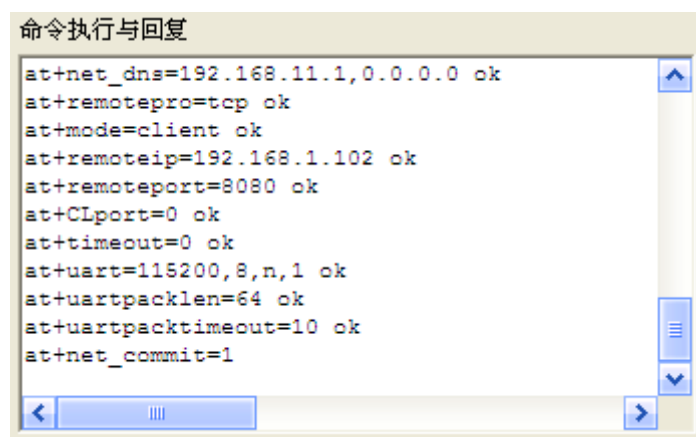 命令执行与回复
at+net_dns=192.168.11.1,0.0.0.0 ok
at+remotepro=tcp ok
at+mode=client ok
at+remoteip=192.168.1.102 ok
at+remoteport=8080 ok
at+CLport=0 ok
at+timeout=0 ok
at+uart=115200,8,n,1 ok
at+uartpacklen=64 ok
at+uartpacktimeout=10 ok
at+net_commit=1